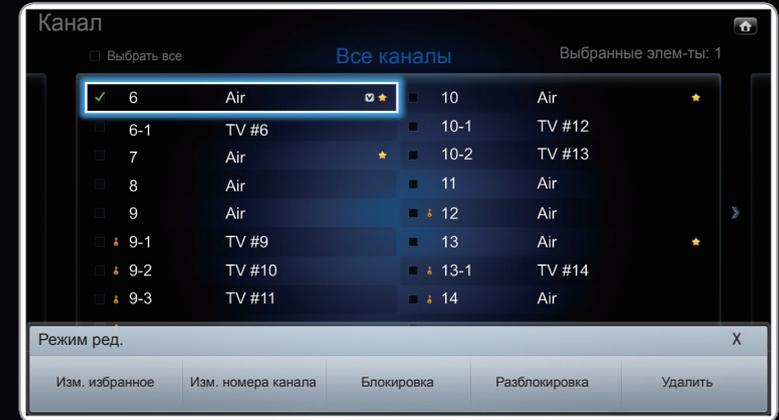 Канал
Выбрать все Все каналы Выбранные элем-ты: 1
6 Air 10 Air
6-1 TV #6 10-1 TV #12
7 Air 10-2 TV #13
8 Air 11 Air
9 Air 12 Air
9-1 TV #9 13 Air
9-2 TV #10 13-1 TV #14
9-3 TV #11 14 Air
Режим ред. X
Изм. избранное Изм. номера канала Блокировка Разблокировка Удалить